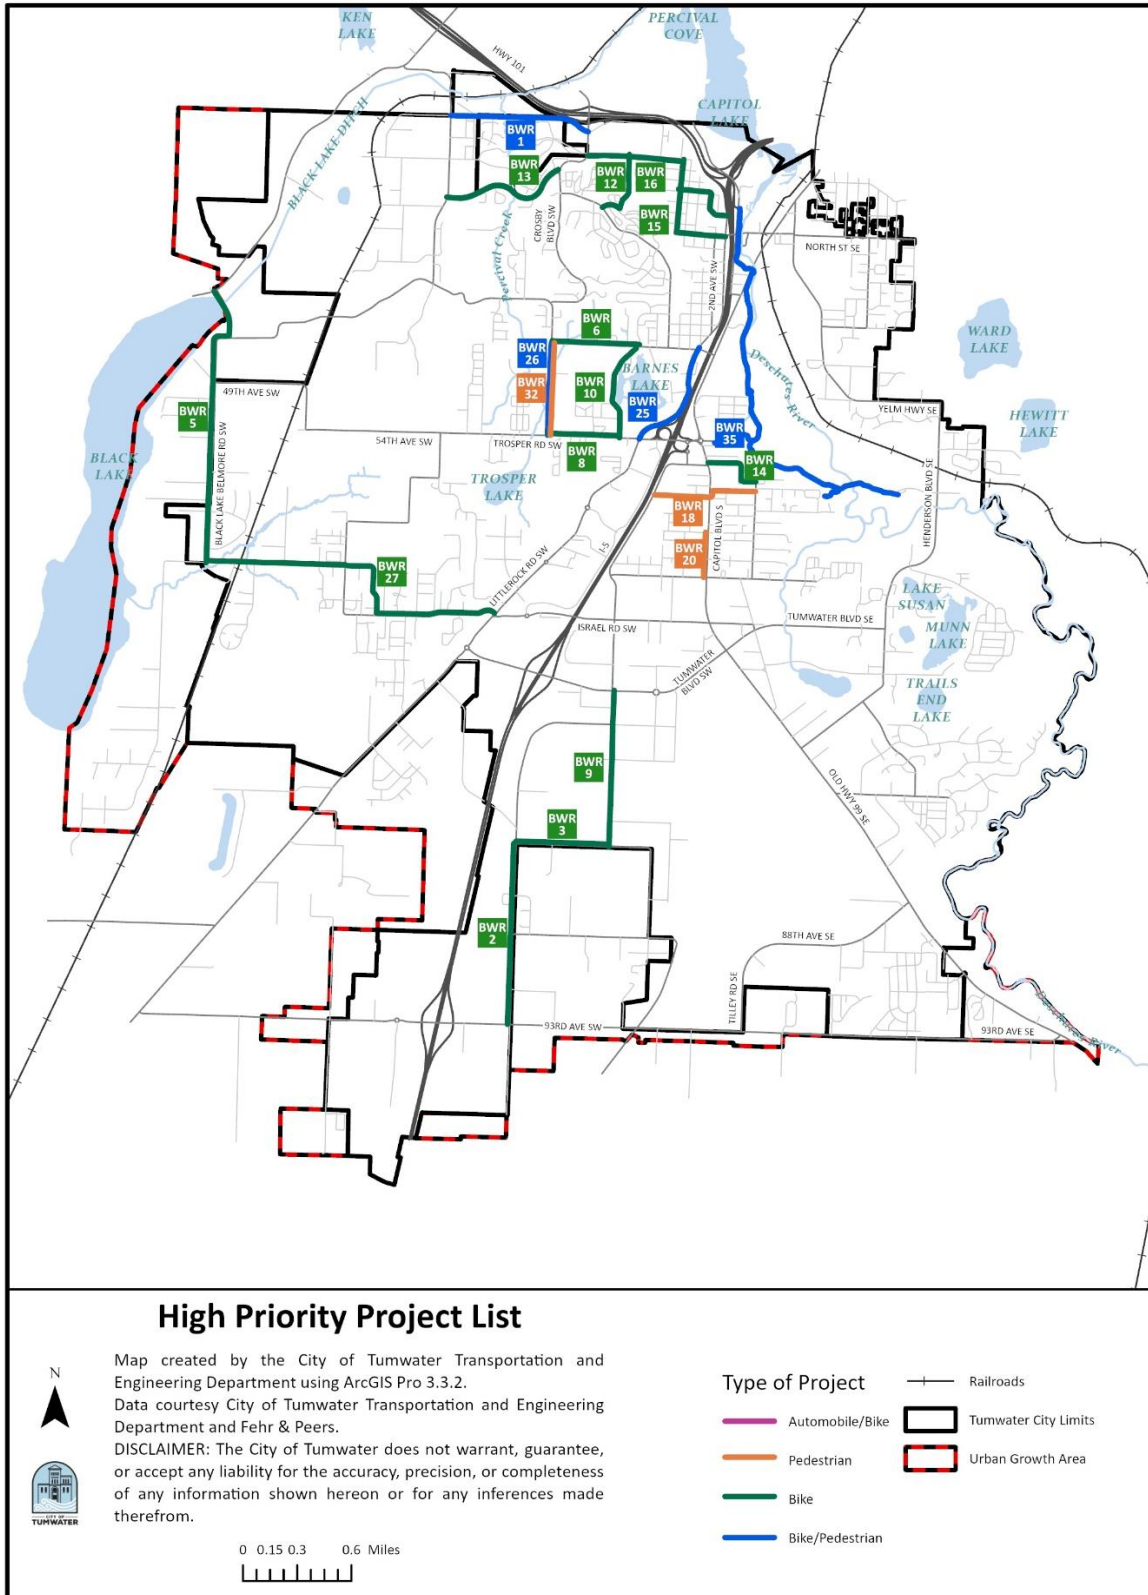 KEN
LAKE
PERCIVAL
COVE
HWY 101
CAPITOL
LAKE
BLACK LAKE DITCH
BWR
1
BWR
13
BWR
12
BWR
16
BWR
15
CROSBY
BLVD SW
Percival Creek
NORTH ST SE
2ND AVE SW
WARD
LAKE
BWR
6
BWR
26
BWR
32
BWR
10
BARNES
LAKE
BWR
25
Deschutes River
49TH AVE SW
YELM HWY SE
HEWITT
LAKE
BWR
5
54TH AVE SW
TROSPER RD SW
BWR
8
BWR
35
BWR
14
BLACK
LAKE
BLACK LAKE BELMORE RD SW
TROSPER
LAKE
HENDERSON BLVD SE
BWR
18
BWR
20
CAPITOL BLVD S
I-5
LITTLEROCK RD SW
BWR
27
LAKE
SUSAN
MUNN
LAKE
ISRAEL RD SW
TUMWATER BLVD SE
TUMWATER
BLVD SW
TRAILS
END
LAKE
BWR
9
OLD HWY 99 SE
BWR
3
BWR
2
88TH AVE SE
TILLEY RD SE
93RD AVE SW
93RD AVE SE
Deschutes River
High Priority Project List
N
Map created by the City of Tumwater Transportation and
Engineering Department using ArcGIS Pro 3.3.2.
Data courtesy City of Tumwater Transportation and Engineering
Department and Fehr & Peers.
DISCLAIMER: The City of Tumwater does not warrant, guarantee,
or accept any liability for the accuracy, precision, or completeness
of any information shown hereon or for any inferences made
therefrom.
CITY OF
TUMWATER
0 0.15 0.3 0.6 Miles
Type of Project
Automobile/Bike
Pedestrian
Bike
Bike/Pedestrian
Railroads
Tumwater City Limits
Urban Growth Area